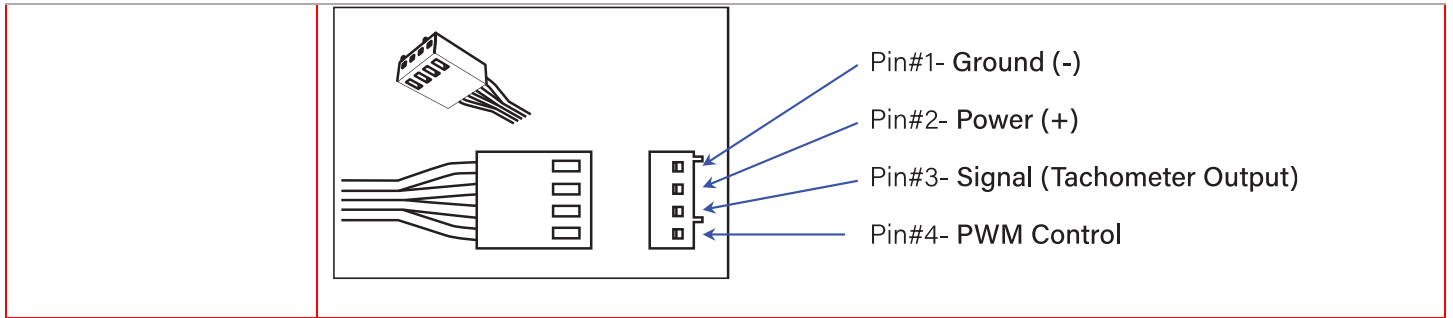 Pin#1- Ground (-)
Pin#2- Power (+)
Pin#3- Signal (Tachometer Output)
Pin#4- PWM Control